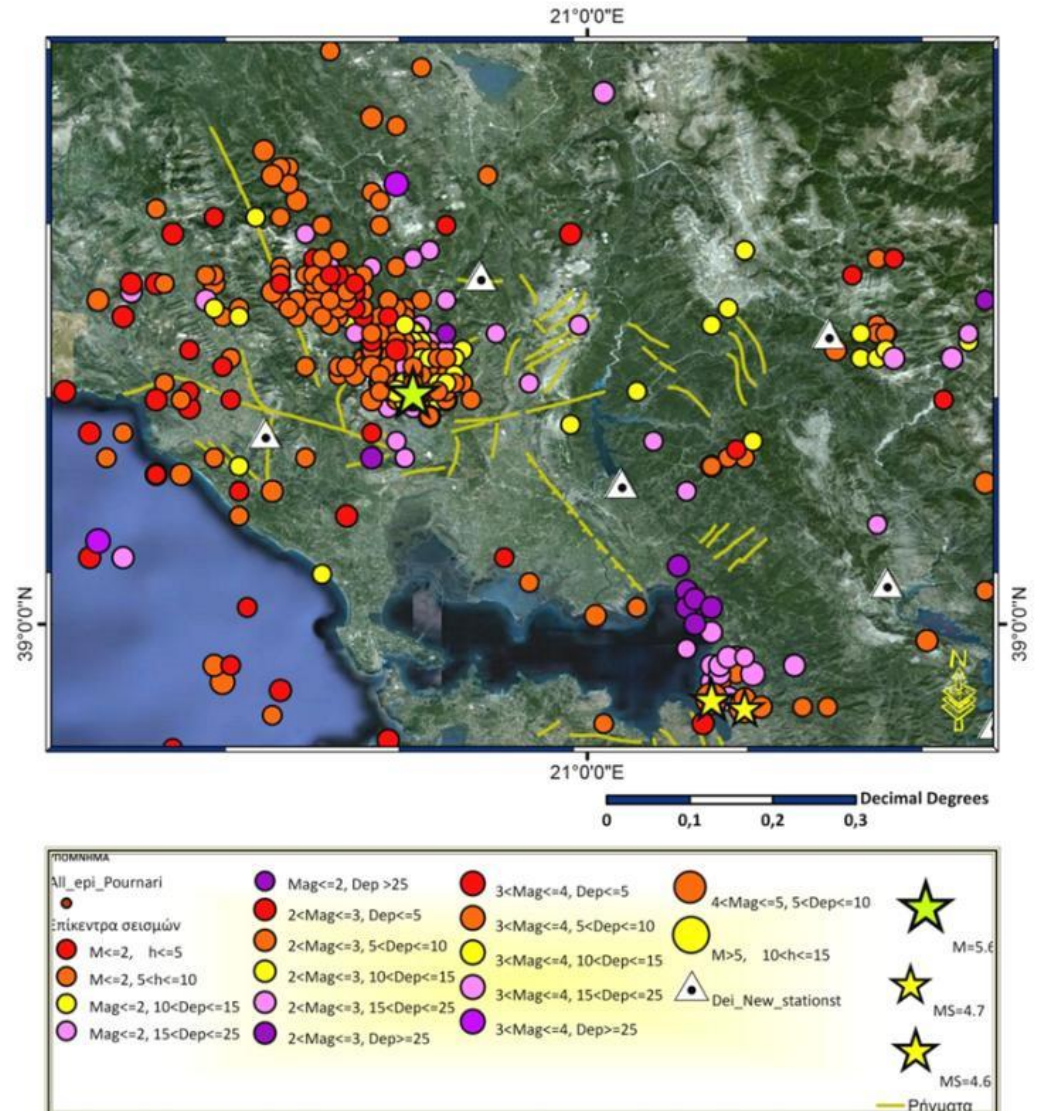 21°0'0"E
39°0'0"N
39°0'0"N
N
21°0'0"E
Decimal Degrees
0 0,1 0,2 0,3
ΥΠΟΜΝΗΜΑ
All_epi_Pournari
Επίκεντρα σεισμών
M<=2, h<=5
M<=2, 5<h<=10
Mag<=2, 10<Dep<=15
Mag<=2, 15<Dep<=25
Mag<=2, Dep >25
2<Mag<=3, Dep<=5
2<Mag<=3, 5<Dep<=10
2<Mag<=3, 10<Dep<=15
2<Mag<=3, 15<Dep<=25
2<Mag<=3, Dep>=25
3<Mag<=4, Dep<=5
3<Mag<=4, 5<Dep<=10
3<Mag<=4, 10<Dep<=15
3<Mag<=4, 15<Dep<=25
3<Mag<=4, Dep>=25
4<Mag<=5, 5<Dep<=10
M>5, 10<h<=15
Dei_New_stationst
M=5.6
MS=4.7
MS=4.6
Ρήγματα